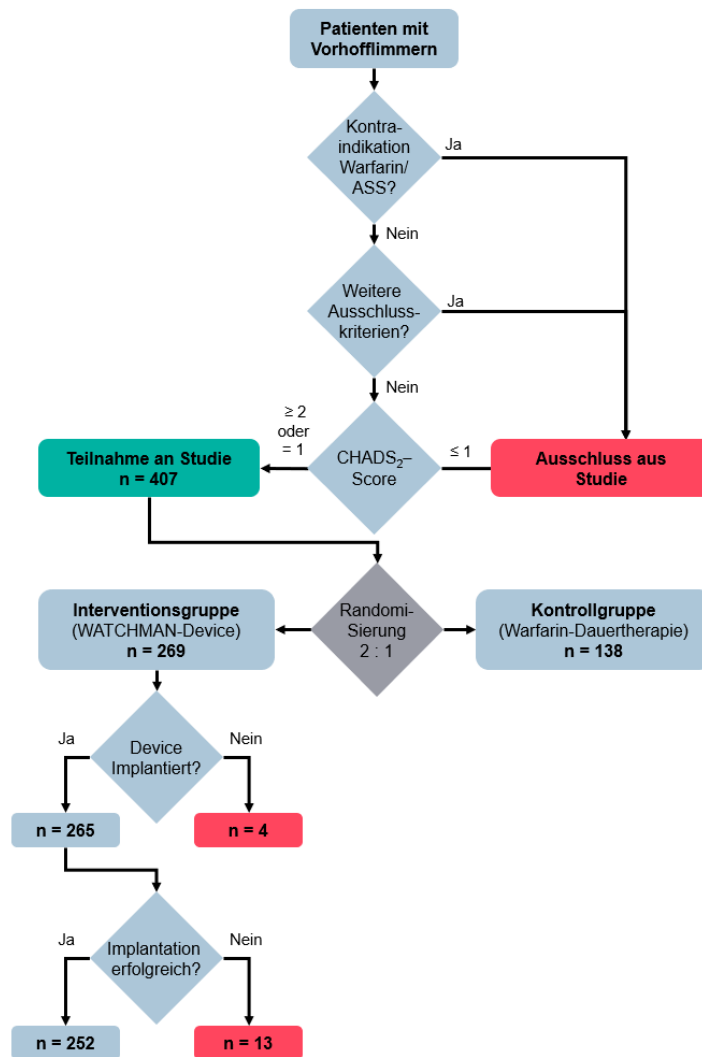 Patienten mit
Vorhofflimmern
Kontra-
indikation
Warfarin/
ASS?
Ja
Nein
Weitere
Ausschluss-
kriterien?
Ja
Nein
≥ 2
oder
= 1
CHADS₂–
Score
≤ 1
Teilnahme an Studie
n = 407
Ausschluss aus
Studie
Interventionsgruppe
(WATCHMAN-Device)
n = 269
Randomi-
Sierung
2 : 1
Kontrollgruppe
(Warfarin-Dauertherapie)
n = 138
Ja
Device
Implantiert?
Nein
n = 265
n = 4
Ja
Implantation
erfolgreich?
Nein
n = 252
n = 13